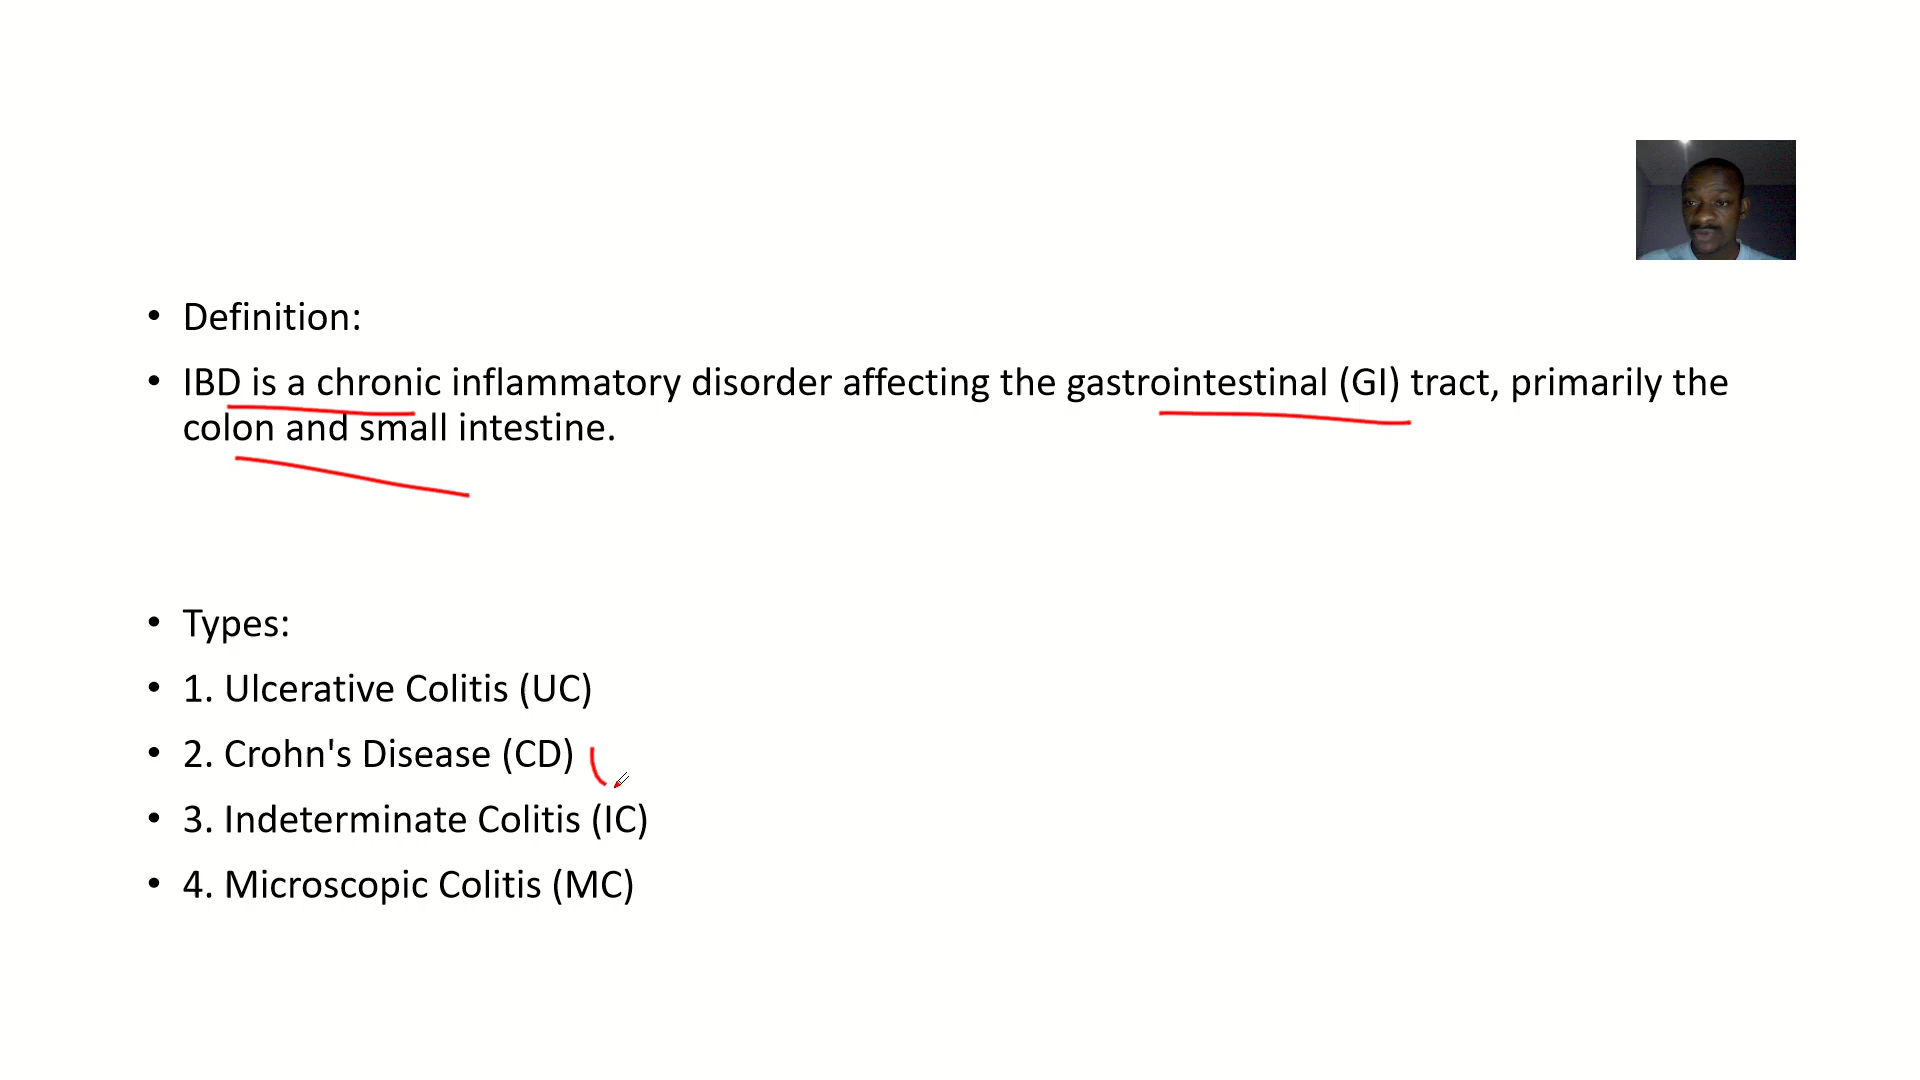 • Definition:
• IBD is a chronic inflammatory disorder affecting the gastrointestinal (GI) tract, primarily the
colon and small intestine.
• Types:
• 1. Ulcerative Colitis (UC)
• 2. Crohn's Disease (CD)
• 3. Indeterminate Colitis (IC)
• 4. Microscopic Colitis (MC)